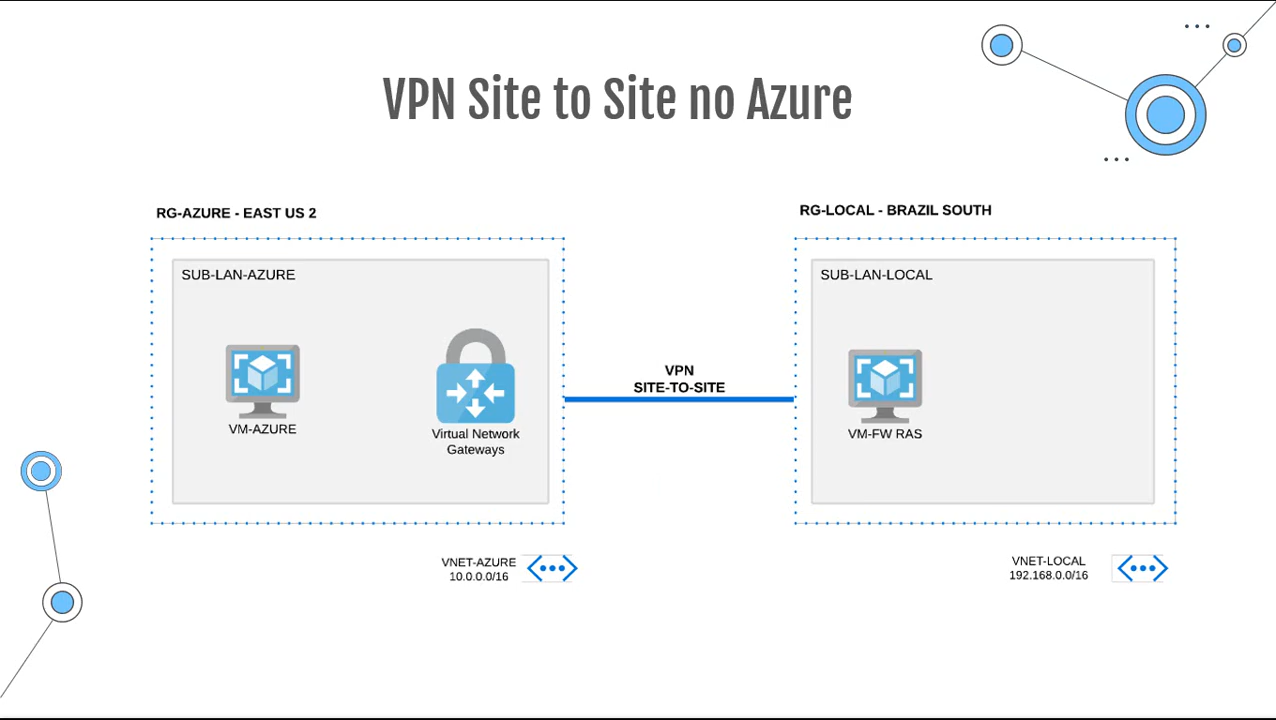 VPN Site to Site no Azure
RG-AZURE - EAST US 2
SUB-LAN-AZURE
VM-AZURE
Virtual Network
Gateways
VNET-AZURE
10.0.0.0/16
VPN
SITE-TO-SITE
RG-LOCAL - BRAZIL SOUTH
SUB-LAN-LOCAL
VM-FW RAS
VNET-LOCAL
192.168.0.0/16